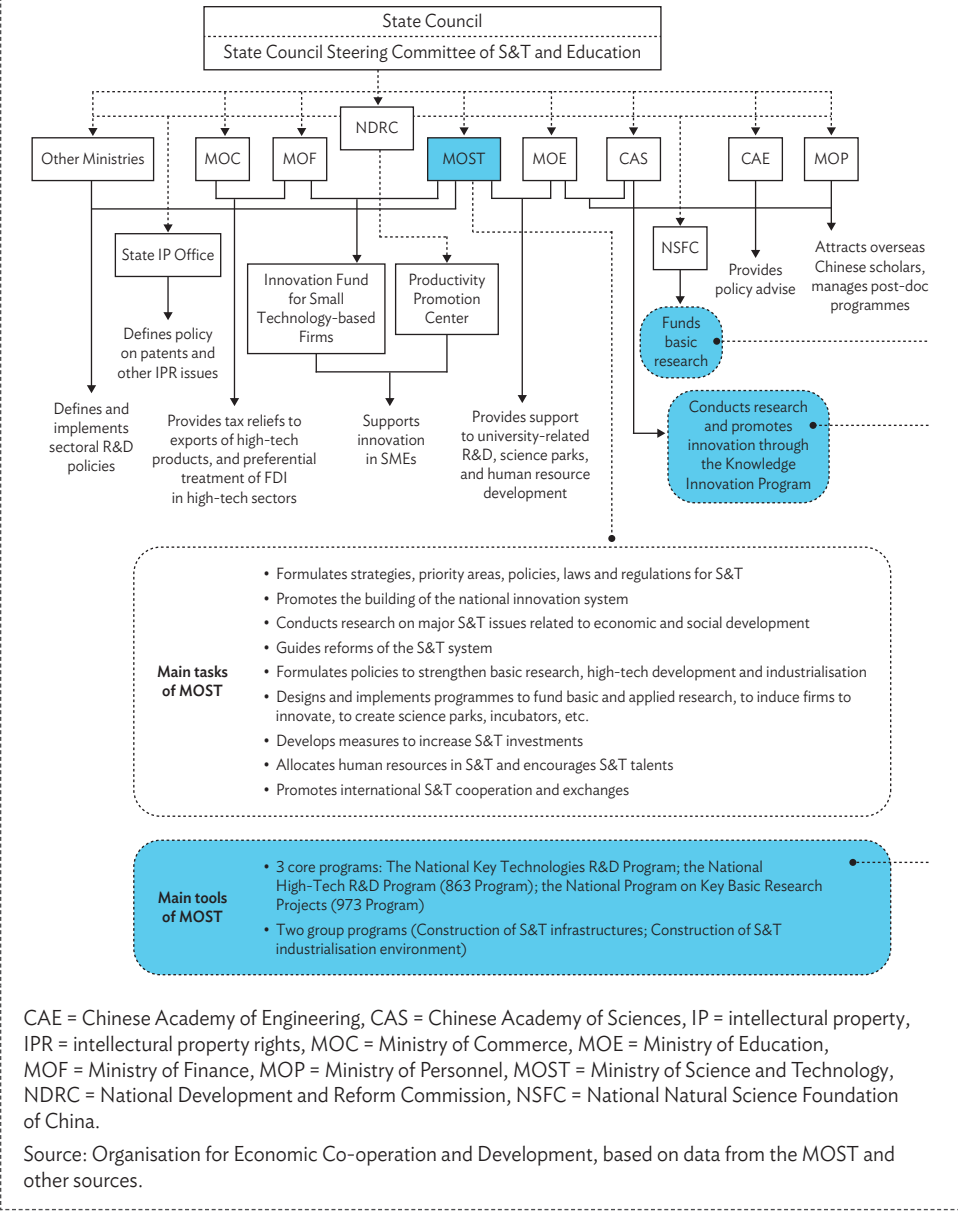 State Council
State Council Steering Committee of S&T and Education
NDRC
Other Ministries
MOC
MOF
MOST
MOE
CAS
CAE
MOP
State IP Office
Innovation Fund
for Small
Technology-based
Firms
Productivity
Promotion
Center
NSFC
Provides
policy advise
Attracts overseas
Chinese scholars,
manages post-doc
programmes
Defines policy
on patents and
other IPR issues
Funds
basic
research
Defines and
implements
sectoral R&D
policies
Provides tax reliefs to
exports of high-tech
products, and preferential
treatment of FDI
in high-tech sectors
Supports
innovation
in SMEs
Provides support
to university-related
R&D, science parks,
and human resource
development
Conducts research
and promotes
innovation through
the Knowledge
Innovation Program
Main tasks
of MOST
• Formulates strategies, priority areas, policies, laws and regulations for S&T
• Promotes the building of the national innovation system
• Conducts research on major S&T issues related to economic and social development
• Guides reforms of the S&T system
• Formulates policies to strengthen basic research, high-tech development and industrialisation
• Designs and implements programmes to fund basic and applied research, to induce firms to
innovate, to create science parks, incubators, etc.
• Develops measures to increase S&T investments
• Allocates human resources in S&T and encourages S&T talents
• Promotes international S&T cooperation and exchanges
Main tools
of MOST
• 3 core programs: The National Key Technologies R&D Program; the National
High-Tech R&D Program (863 Program); the National Program on Key Basic Research
Projects (973 Program)
• Two group programs (Construction of S&T infrastructures; Construction of S&T
industrialisation environment)
CAE = Chinese Academy of Engineering, CAS = Chinese Academy of Sciences, IP = intellectural property,
IPR = intellectural property rights, MOC = Ministry of Commerce, MOE = Ministry of Education,
MOF = Ministry of Finance, MOP = Ministry of Personnel, MOST = Ministry of Science and Technology,
NDRC = National Development and Reform Commission, NSFC = National Natural Science Foundation
of China.
Source: Organisation for Economic Co-operation and Development, based on data from the MOST and
other sources.